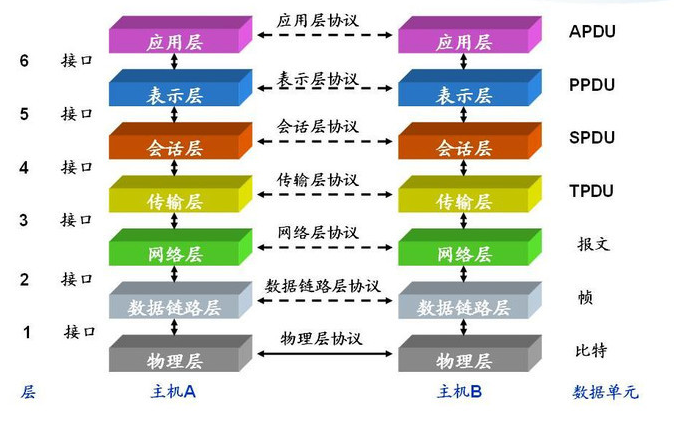 应用层 应用层协议 应用层 APDU
6 接口
表示层 表示层协议 表示层 PPDU
5 接口
会话层 会话层协议 会话层 SPDU
4 接口
传输层 传输层协议 传输层 TPDU
3 接口
网络层 网络层协议 网络层 报文
2 接口
数据链路层 数据链路层协议 数据链路层 帧
1 接口
物理层 物理层协议 物理层 比特
层 主机A 主机B 数据单元